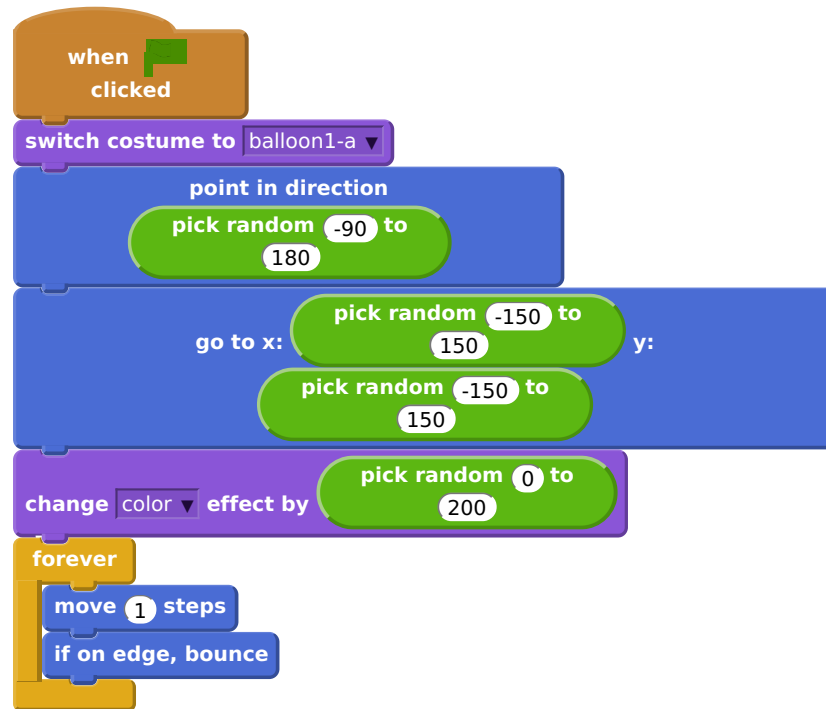 when
clicked
switch costume to balloon1-a ▼
point in direction
pick random -90 to
180
pick random -150 to
150
go to x: y:
pick random -150 to
150
pick random 0 to
200
change color ▼ effect by
forever
move 1 steps
if on edge, bounce